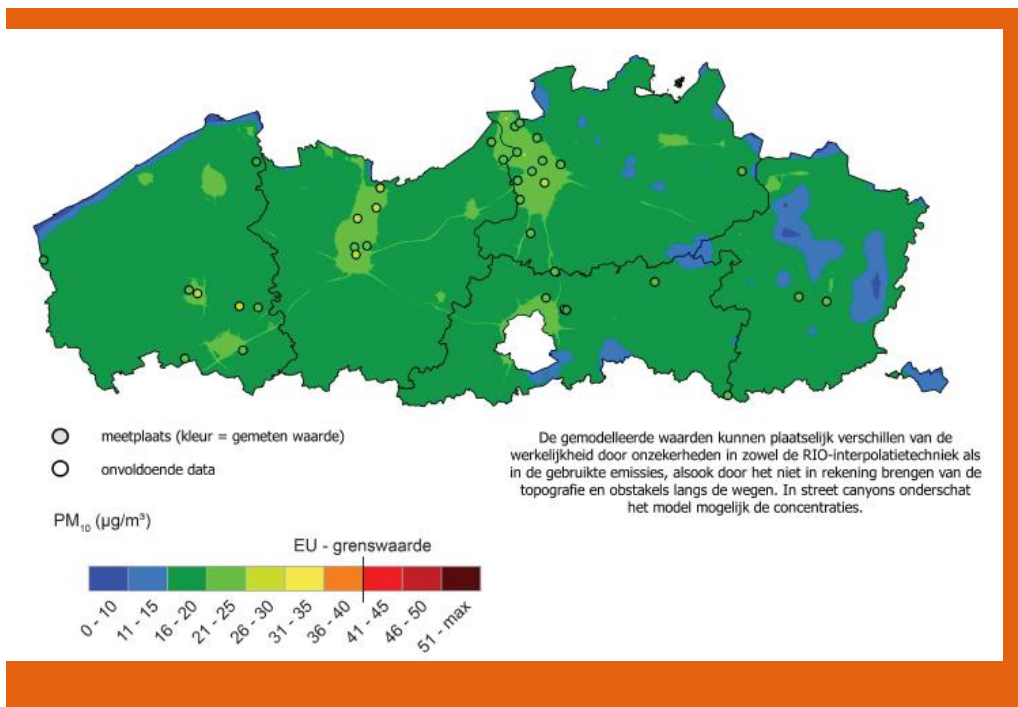 meetplaats (kleur = gemeten waarde)
onvoldoende data
De gemodelleerde waarden kunnen plaatselijk verschillen van de
werkelijkheid door onzekerheden in zowel de RIO-interpolatietechniek als
in de gebruikte emissies, alsook door het niet in rekening brengen van de
topografie en obstakels langs de wegen. In street canyons onderschat
het model mogelijk de concentraties.
PM₁₀ (µg/m³)
EU - grenswaarde
0 - 10
11 - 15
16 - 20
21 - 25
26 - 30
31 - 35
36 - 40
41 - 45
46 - 50
51 - max